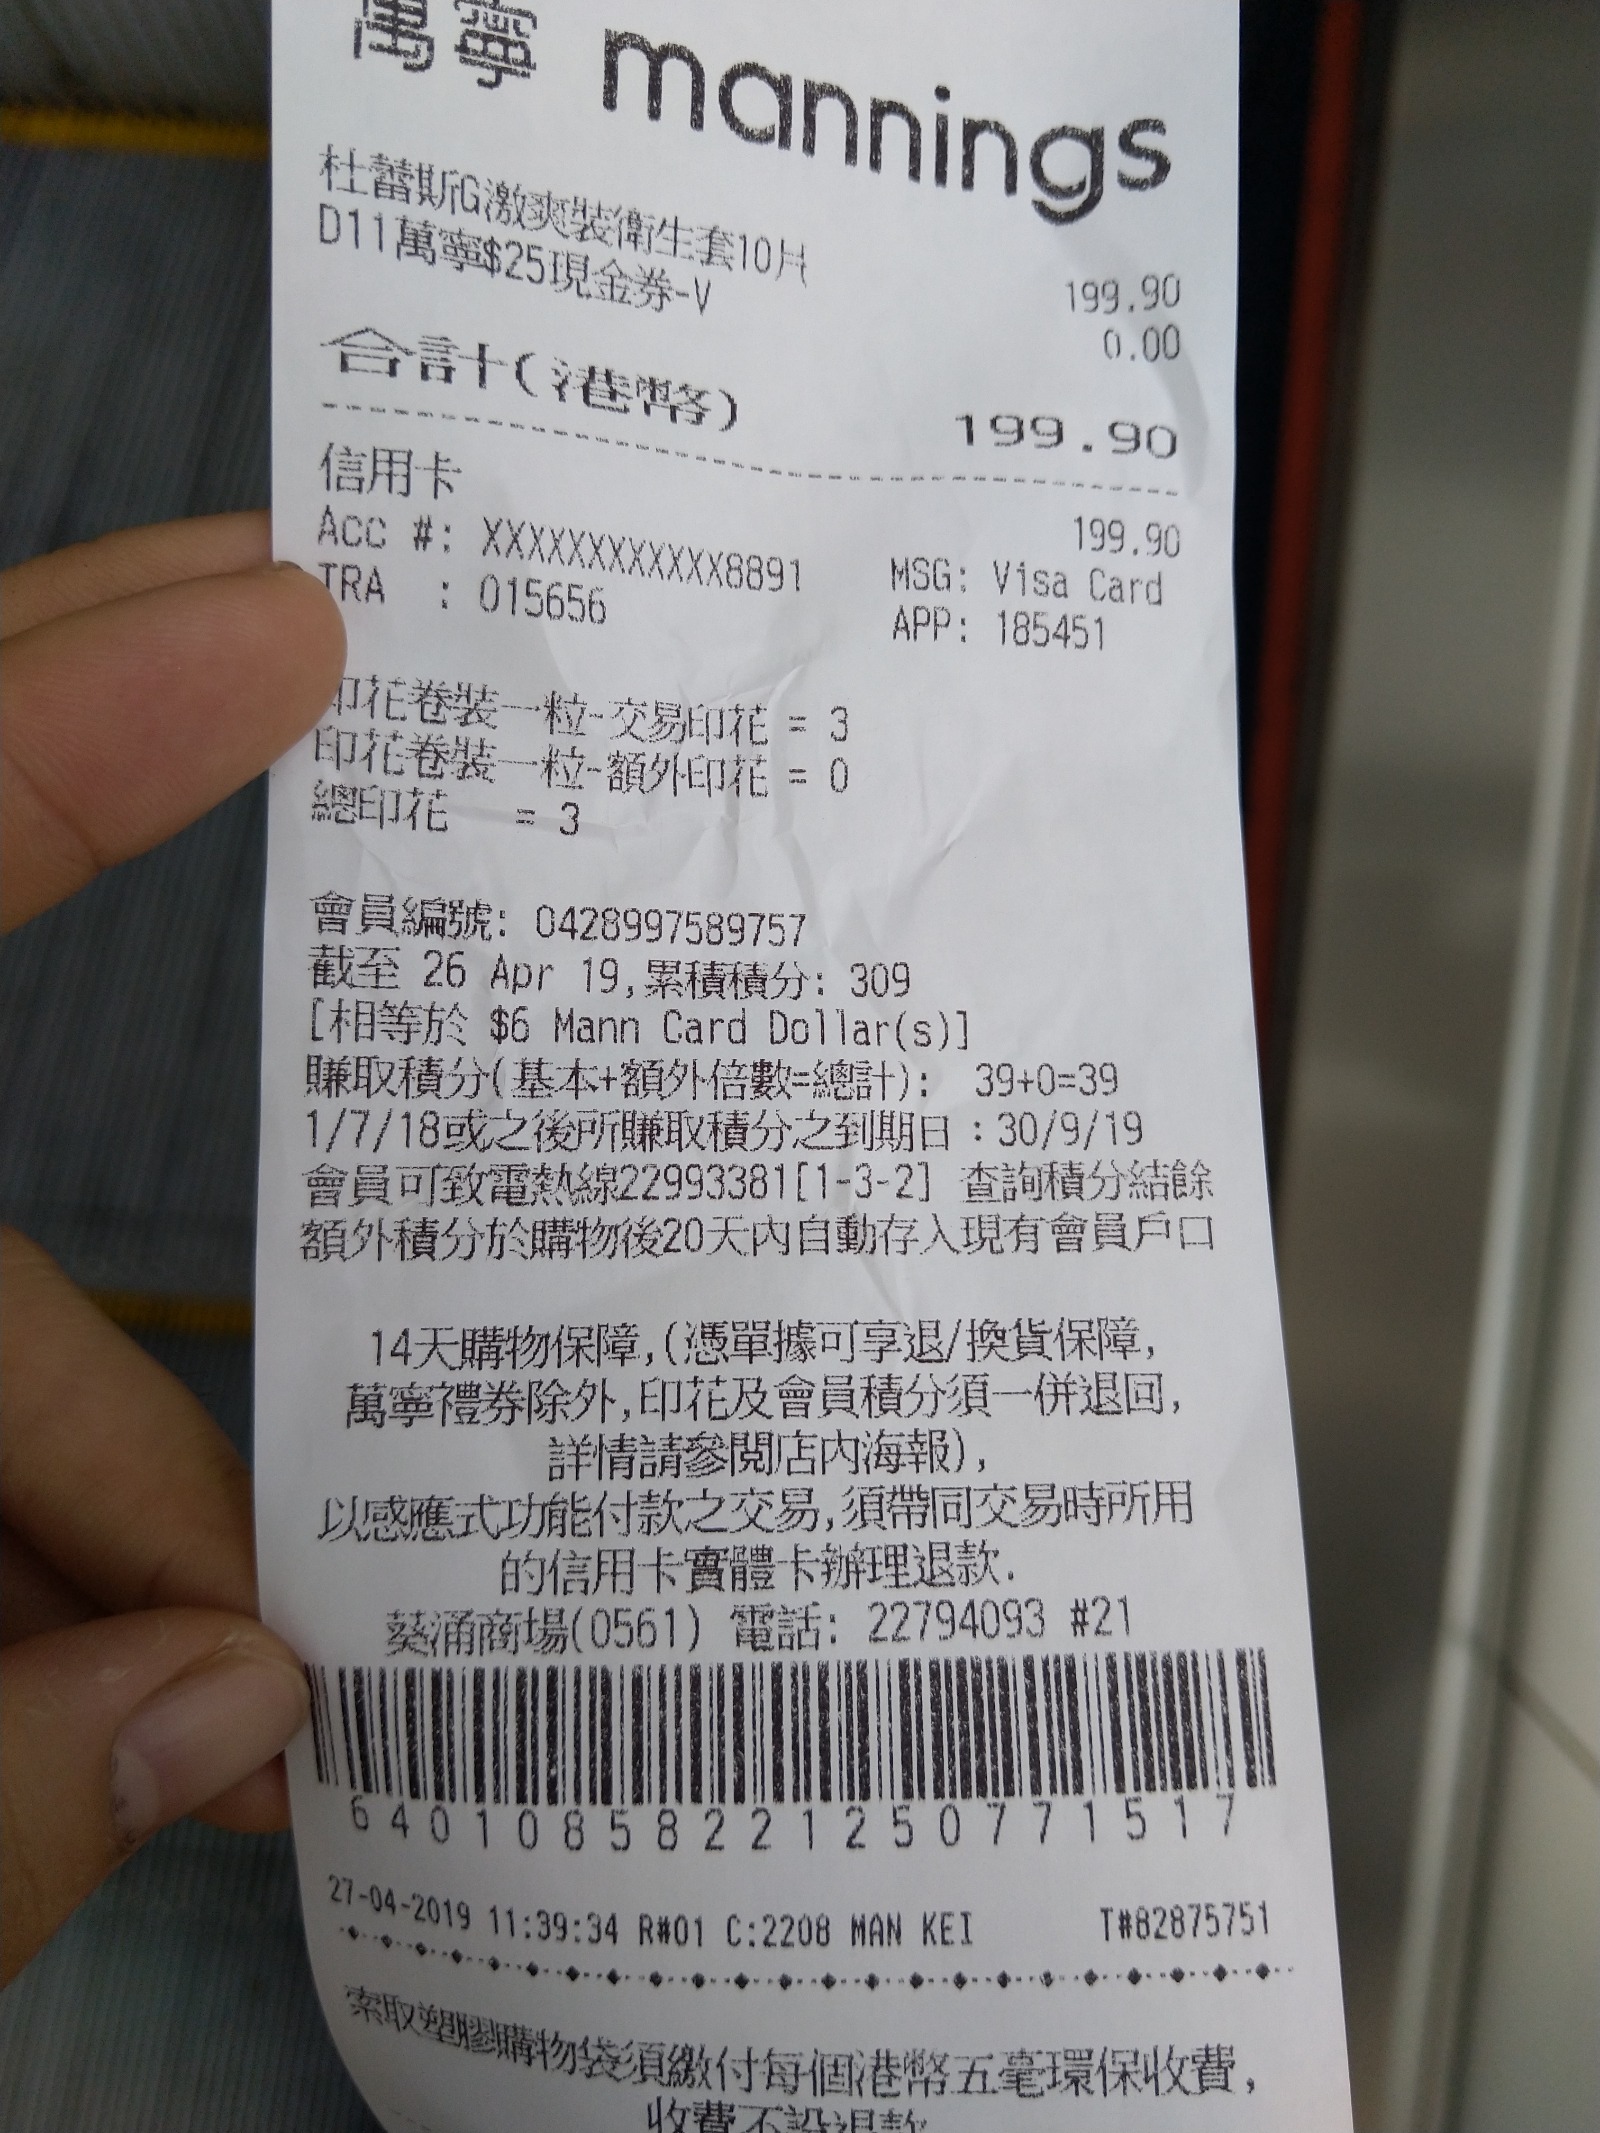 萬寧 mannings
杜蕾斯G激爽裝衛生套10片 199.90
D11萬寧$25現金券-V 0.00
合計(港幣) 199.90
信用卡 199.90
Acc #: XXXXXXXXXXXX8891 MSG: Visa Card
TRA : 015656 APP: 185451
印花卷裝一粒-交易印花 = 3
印花卷裝一粒-額外印花 = 0
總印花 = 3
會員編號: 0428997589757
截至 26 Apr 19,累積積分: 309
[相等於 $6 Mann Card Dollar(s)]
賺取積分(基本+額外倍數=總計): 39+0=39
1/7/18或之後所賺取積分之到期日:30/9/19
會員可致電熱線22993381[1-3-2] 查詢積分結餘
額外積分於購物後20天內自動存入現有會員戶口
14天購物保障,(憑單據可享退/換貨保障,
萬寧禮券除外,印花及會員積分須一併退回,
詳情請參閱店內海報),
以感應式功能付款之交易,須帶同交易時所用
的信用卡實體卡辦理退款.
葵涌商場(0561) 電話: 22794093 #21
640108582212507​71517
27-04-2019 11:39:34 R#01 C:2208 MAN KEI T#82875751
索取塑膠購物袋須繳付每個港幣五毫環保收費,
收費不設退款